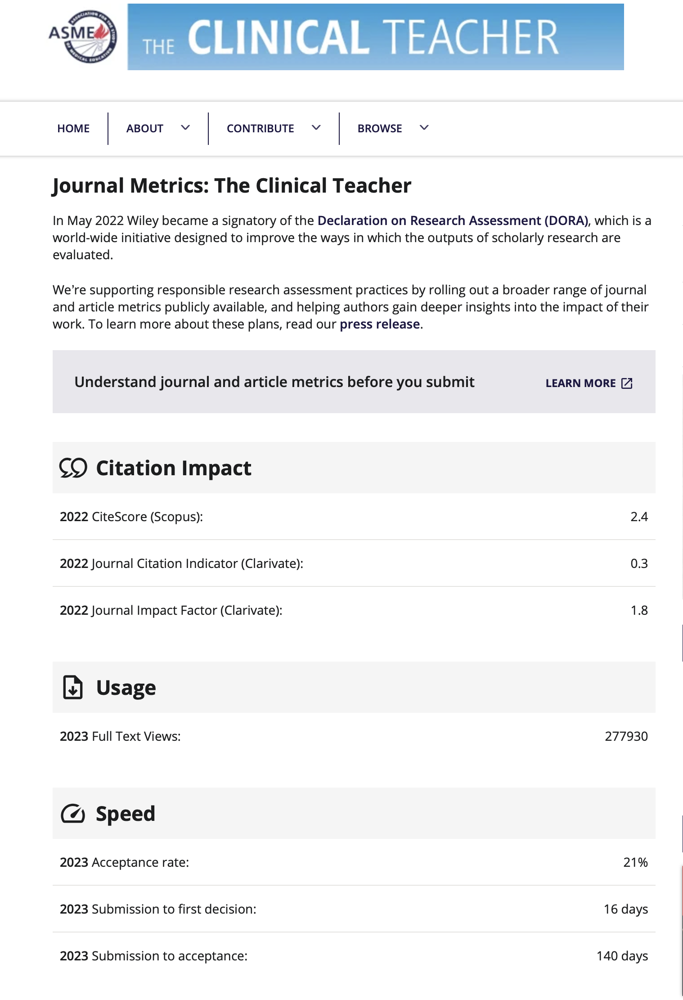 ASME
ASSOCIATION FOR THE STUDY
OF MEDICAL EDUCATION
THE CLINICAL TEACHER
HOME
ABOUT
CONTRIBUTE
BROWSE
Journal Metrics: The Clinical Teacher
In May 2022 Wiley became a signatory of the Declaration on Research Assessment (DORA), which is a
world-wide initiative designed to improve the ways in which the outputs of scholarly research are
evaluated.
We’re supporting responsible research assessment practices by rolling out a broader range of journal
and article metrics publicly available, and helping authors gain deeper insights into the impact of their
work. To learn more about these plans, read our press release.
Understand journal and article metrics before you submit
LEARN MORE
Citation Impact
2022 CiteScore (Scopus): 2.4
2022 Journal Citation Indicator (Clarivate): 0.3
2022 Journal Impact Factor (Clarivate): 1.8
Usage
2023 Full Text Views: 277930
Speed
2023 Acceptance rate: 21%
2023 Submission to first decision: 16 days
2023 Submission to acceptance: 140 days